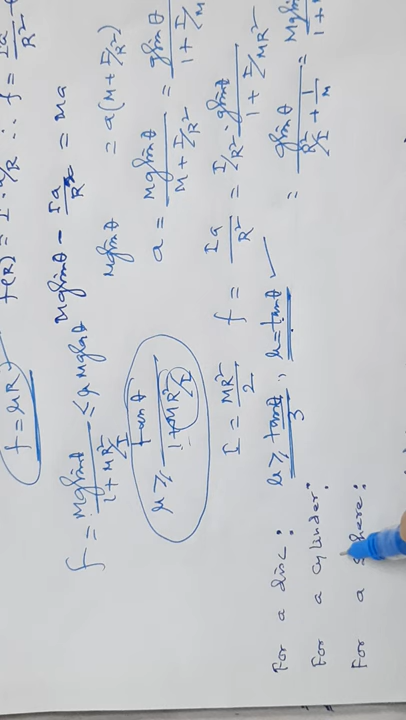 f(R) = I · a/R ∴ f = Ia/R²
f = μR
Mg sinθ - Ia/R² = Ma
Mg sinθ = a(M + I/R²)
f = Mg sinθ / 1 + MR²/I ≤ μ Mg cosθ
a = Mg sinθ / M + I/R² = g sinθ / 1 + I/M
μ ≥ tanθ / 1 + MR²/I
I = MR²/2 f = Ia/R² = I/R² · g sinθ / 1 + I/MR²
For a disc: μ ≥ tanθ/3, μ = tanθ ✓ = g sinθ / R²/I + 1/M = Mg sinθ / 1 +
For a cylinder:
For a sphere: